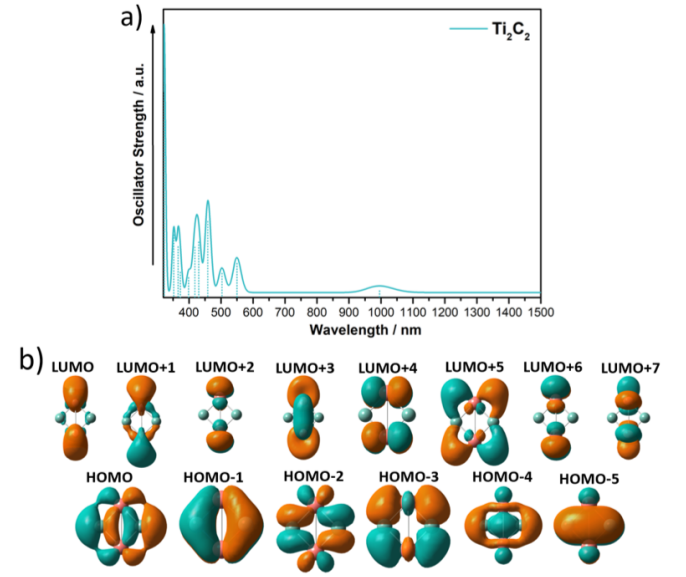 a)
Ti₂C₂
Oscillator Strength / a.u.
400 500 600 700 800 900 1000 1100 1200 1300 1400 1500
Wavelength / nm
b)
LUMO LUMO+1 LUMO+2 LUMO+3 LUMO+4 LUMO+5 LUMO+6 LUMO+7
HOMO HOMO-1 HOMO-2 HOMO-3 HOMO-4 HOMO-5